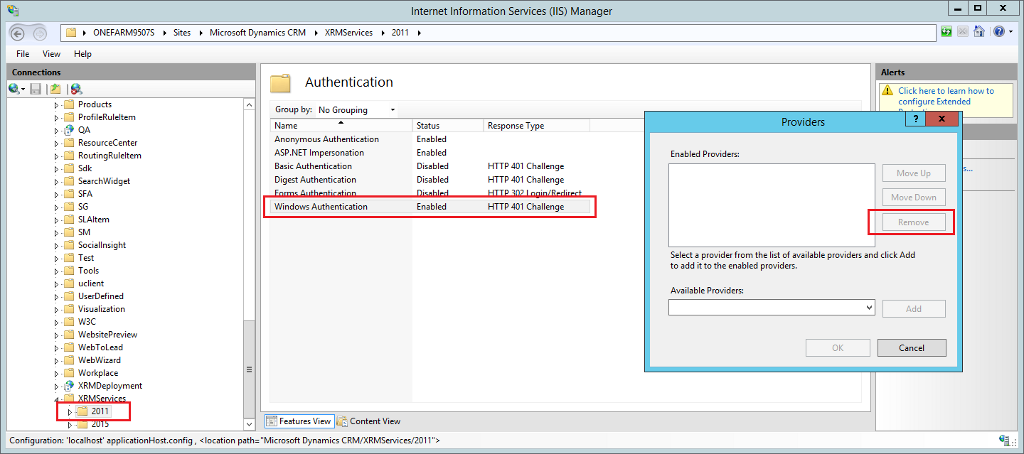 Internet Information Services (IIS) Manager
ONEFARM9507S Sites Microsoft Dynamics CRM XRMServices 2011
File View Help
Connections
Products
ProfileRuleItem
QA
ResourceCenter
RoutingRuleItem
Sdk
SearchWidget
SFA
SG
SLAItem
SM
SocialInsight
Test
Tools
uclient
UserDefined
Visualization
W3C
WebsitePreview
WebToLead
WebWizard
Workplace
XRMDeployment
XRMServices
2011
2015
Authentication
Group by: No Grouping
Name Status Response Type
Anonymous Authentication Enabled
ASP.NET Impersonation Enabled
Basic Authentication Disabled HTTP 401 Challenge
Digest Authentication Disabled HTTP 401 Challenge
Forms Authentication Disabled HTTP 302 Login/Redirect
Windows Authentication Enabled HTTP 401 Challenge
Features View Content View
Alerts
Click here to learn how to
configure Extended
s...
Providers
? x
Enabled Providers:
Move Up
Move Down
Remove
Select a provider from the list of available providers and click Add
to add it to the enabled providers.
Available Providers:
Add
OK Cancel
Configuration: 'localhost' applicationHost.config , <location path="Microsoft Dynamics CRM/XRMServices/2011">